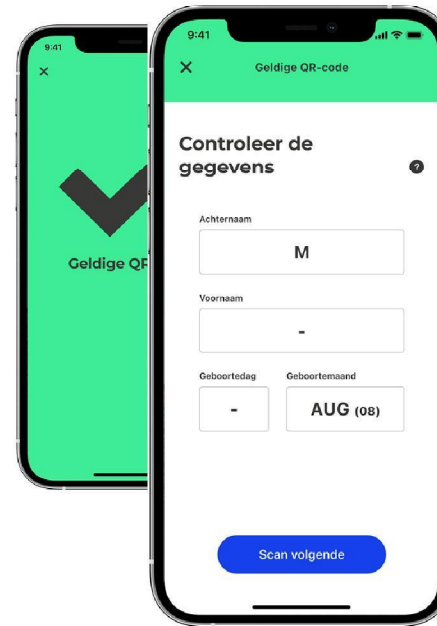 9:41
Geldige QR
9:41
Geldige QR-code
Controleer de
gegevens
?
Achternaam
M
Voornaam
-
Geboortedag Geboortemaand
- AUG (08)
Scan volgende